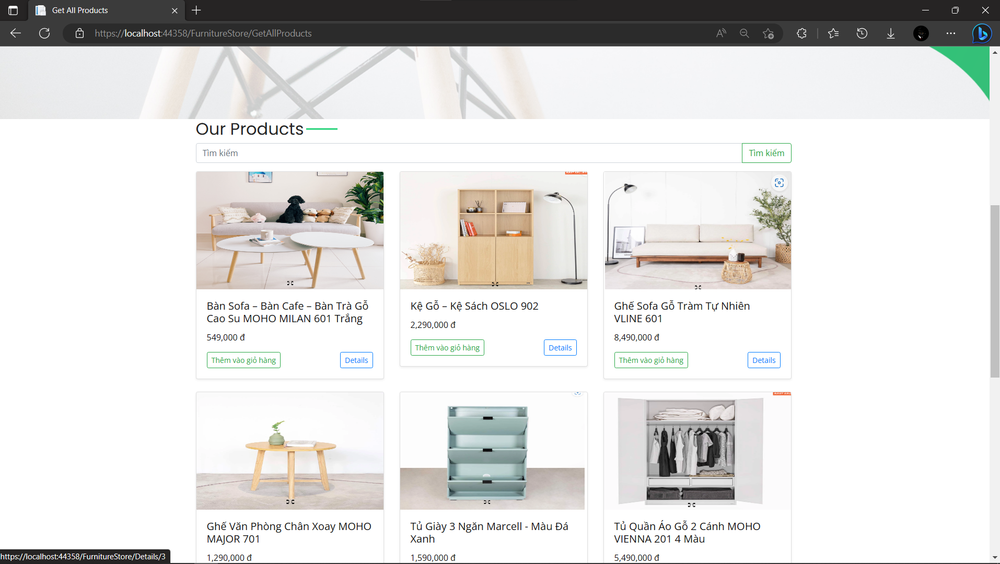 Get All Products
https://localhost:44358/FurnitureStore/GetAllProducts
Our Products
Tìm kiếm
Tìm kiếm
Bàn Sofa – Bàn Cafe – Bàn Trà Gỗ
Cao Su MOHO MILAN 601 Trắng
549,000 đ
Thêm vào giỏ hàng
Details
Kệ Gỗ – Kệ Sách OSLO 902
2,290,000 đ
Thêm vào giỏ hàng
Details
Ghế Sofa Gỗ Tràm Tự Nhiên
VLINE 601
8,490,000 đ
Thêm vào giỏ hàng
Details
Ghế Văn Phòng Chân Xoay MOHO
MAJOR 701
1,290,000 đ
Tủ Giày 3 Ngăn Marcell - Màu Đá
Xanh
1,590,000 đ
Tủ Quần Áo Gỗ 2 Cánh MOHO
VIENNA 201 4 Màu
5,490,000 đ
https://localhost:44358/FurnitureStore/Details/3